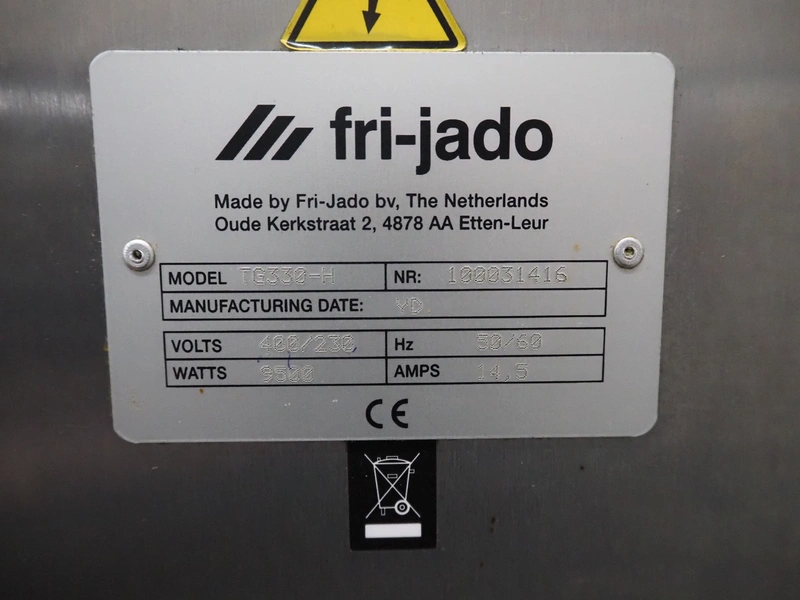 fri-jado
Made by Fri-Jado bv, The Netherlands
Oude Kerkstraat 2, 4878 AA Etten-Leur
MODEL TG330-H NR: 100031416
MANUFACTURING DATE: VD
VOLTS 400/230 Hz 50/60
WATTS 9500 AMPS 14,5
CE